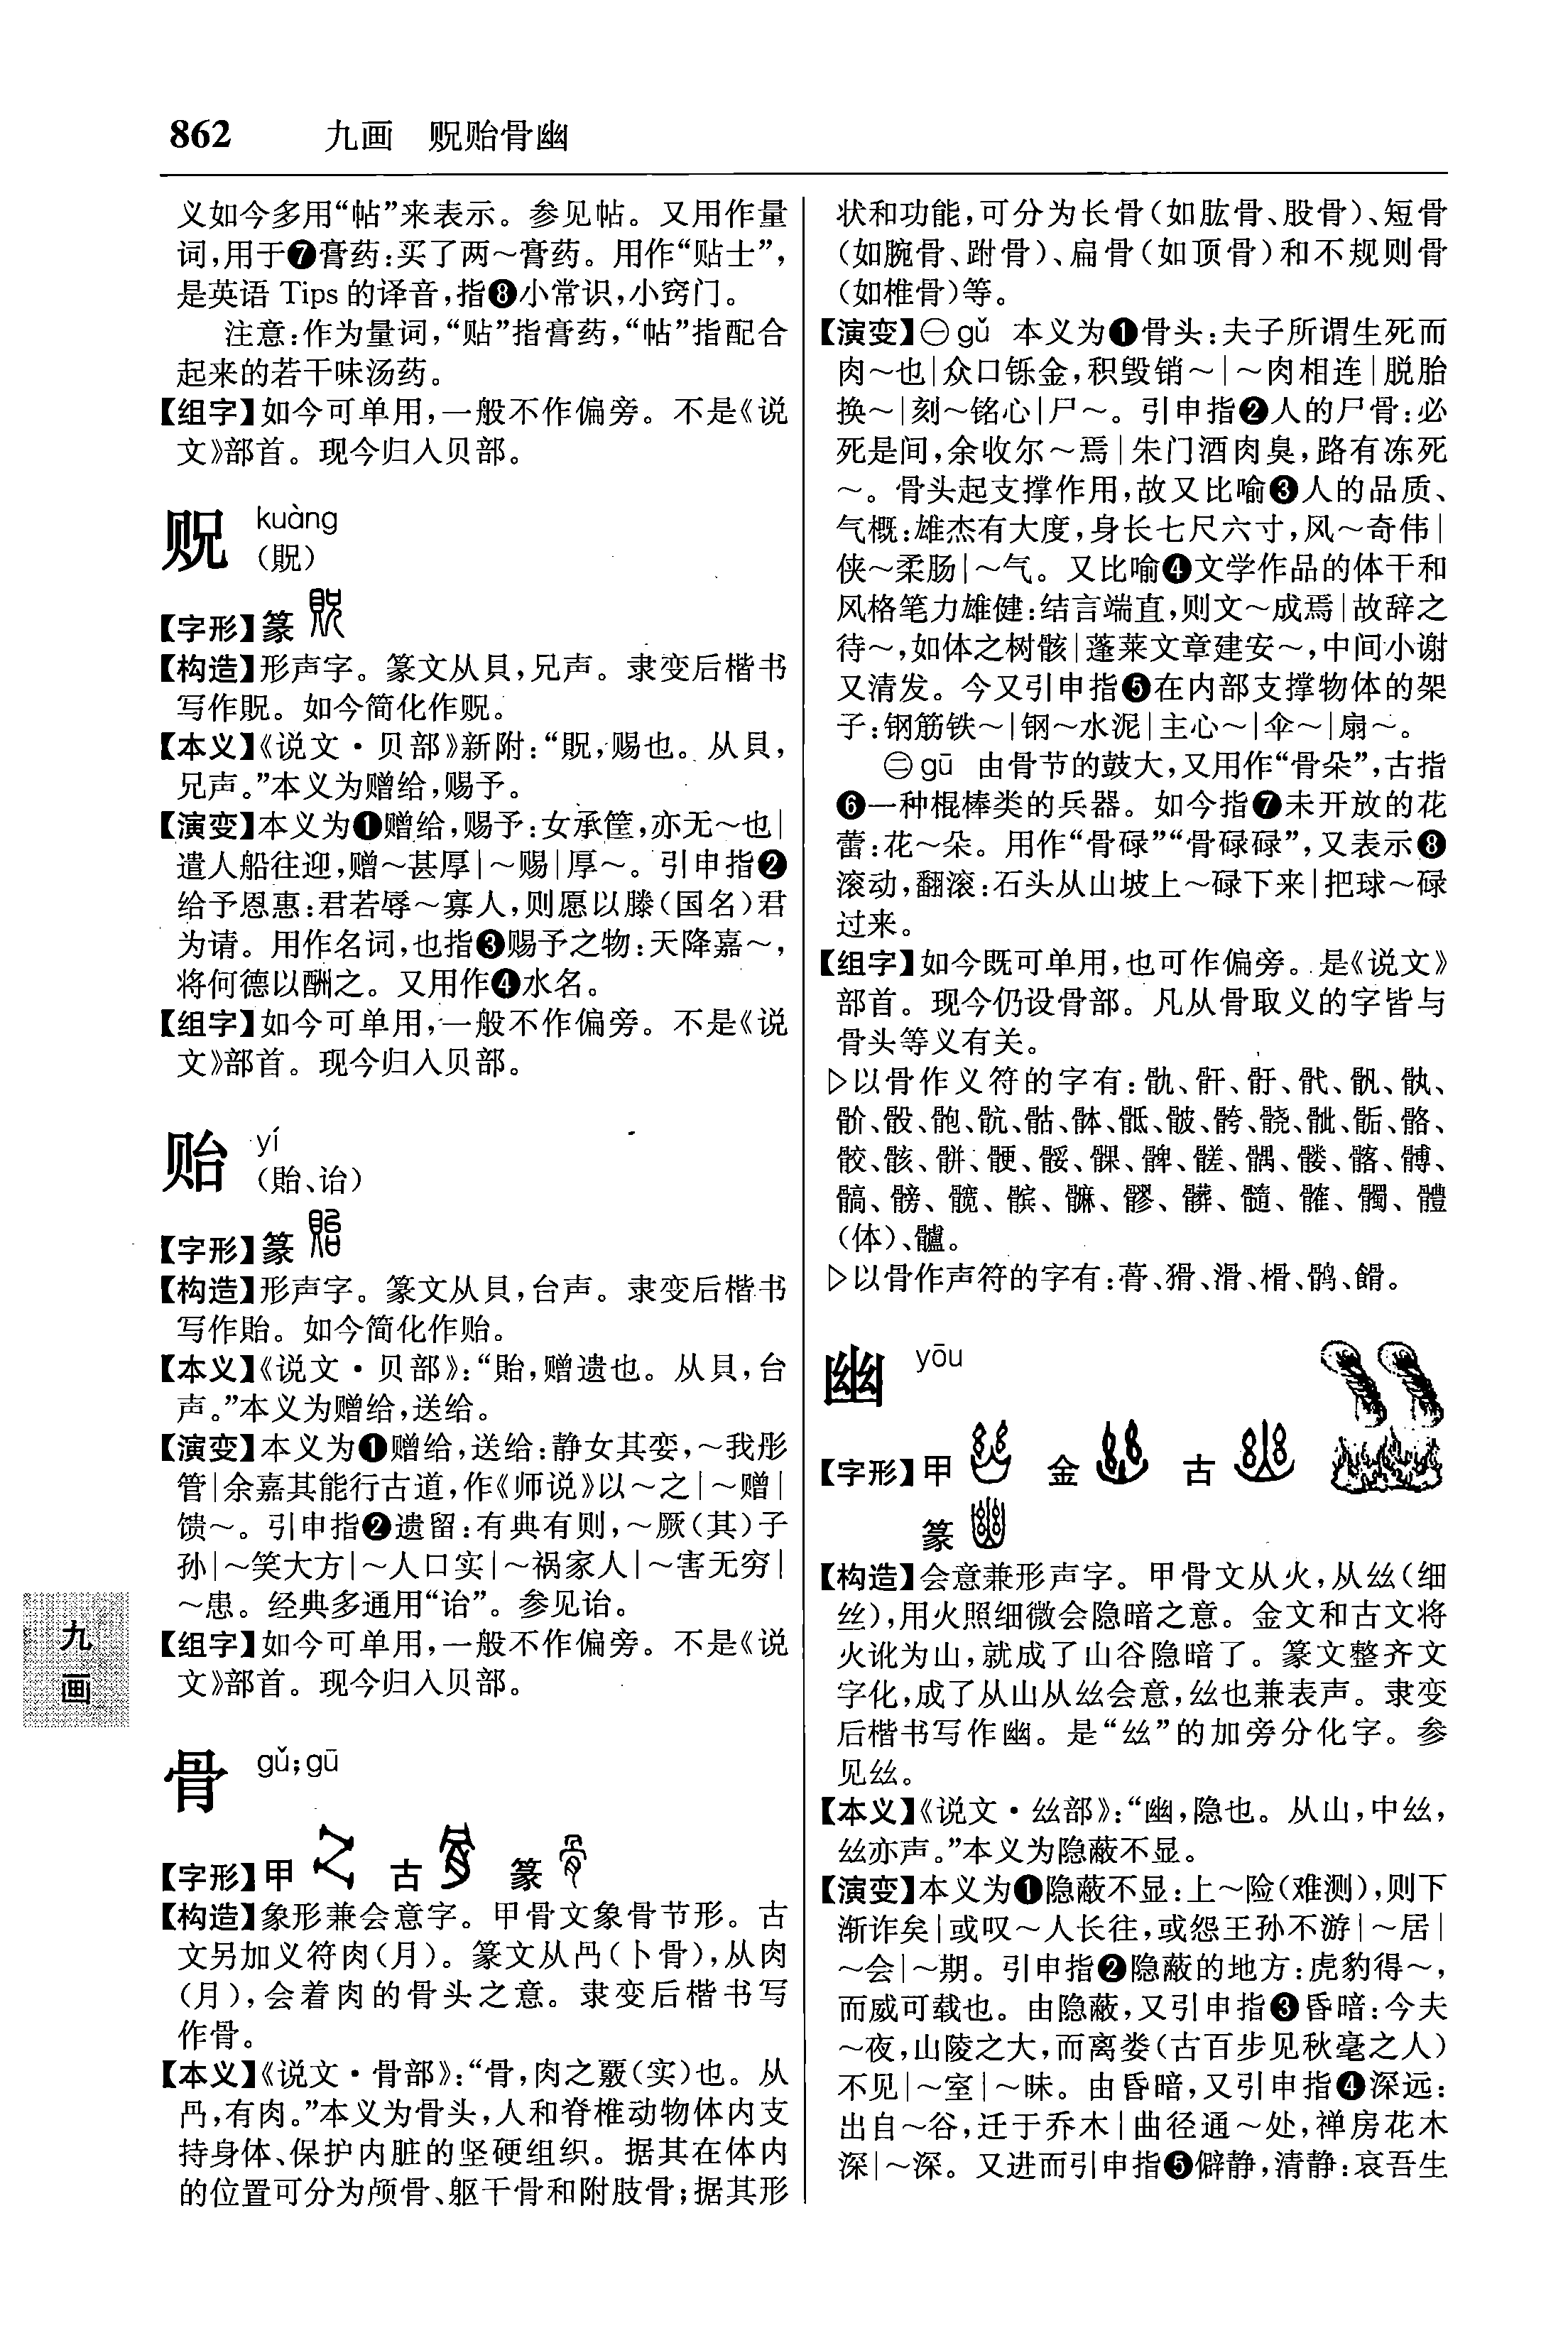 862 九画 贶贻骨幽
义如今多用“帖”来表示。参见帖。又用作量
词,用于❼膏药:买了两～膏药。用作“贴士”,
是英语 Tips 的译音,指❽小常识,小窍门。
注意:作为量词,“贴”指膏药,“帖”指配合
起来的若干味汤药。
【组字】如今可单用,一般不作偏旁。不是《说
文》部首。现今归入贝部。
贶 kuàng
(貺)
【字形】篆
【构造】形声字。篆文从貝,兄声。隶变后楷书
写作貺。如今简化作贶。
【本义】《说文·贝部》新附:“貺,赐也。从貝,
兄声。”本义为赠给,赐予。
【演变】本义为❶赠给,赐予:女承筐,亦无～也|
遣人船往迎,赠～甚厚|～赐|厚～。引申指❷
给予恩惠:君若辱～寡人,则愿以滕(国名)君
为请。用作名词,也指❸赐予之物:天降嘉～,
将何德以酬之。又用作❹水名。
【组字】如今可单用,一般不作偏旁。不是《说
文》部首。现今归入贝部。
贻 yí
(貽、诒)
【字形】篆
【构造】形声字。篆文从貝,台声。隶变后楷书
写作貽。如今简化作贻。
【本义】《说文·贝部》:“貽,赠遗也。从貝,台
声。”本义为赠给,送给。
【演变】本义为❶赠给,送给:静女其娈,～我彤
管|余嘉其能行古道,作《师说》以～之|～赠|
馈～。引申指❷遗留:有典有则,～厥(其)子
孙|～笑大方|～人口实|～祸家人|～害无穷|
～患。经典多通用“诒”。参见诒。
【组字】如今可单用,一般不作偏旁。不是《说
文》部首。现今归入贝部。
九
画
骨 gǔ;gū
【字形】甲 古 篆
【构造】象形兼会意字。甲骨文象骨节形。古
文另加义符肉(月)。篆文从冎(卜骨),从肉
(月),会着肉的骨头之意。隶变后楷书写
作骨。
【本义】《说文·骨部》:“骨,肉之覈(实)也。从
冎,有肉。”本义为骨头,人和脊椎动物体内支
持身体、保护内脏的坚硬组织。据其在体内
的位置可分为颅骨、躯干骨和附肢骨;据其形
状和功能,可分为长骨(如肱骨、股骨)、短骨
(如腕骨、跗骨)、扁骨(如顶骨)和不规则骨
(如椎骨)等。
【演变】㊀gǔ 本义为❶骨头:夫子所谓生死而
肉～也|众口铄金,积毁销～|～肉相连|脱胎
换～|刻～铭心|尸～。引申指❷人的尸骨:必
死是间,余收尔～焉|朱门酒肉臭,路有冻死
～。骨头起支撑作用,故又比喻❸人的品质、
气概:雄杰有大度,身长七尺六寸,风～奇伟|
侠～柔肠|～气。又比喻❹文学作品的体干和
风格笔力雄健:结言端直,则文～成焉|故辞之
待～,如体之树骸|蓬莱文章建安～,中间小谢
又清发。今又引申指❺在内部支撑物体的架
子:钢筋铁～|钢～水泥|主心～|伞～|扇～。
㊁gū 由骨节的鼓大,又用作“骨朵”,古指
❻一种棍棒类的兵器。如今指❼未开放的花
蕾:花～朵。用作“骨碌”“骨碌碌”,又表示❽
滚动,翻滚:石头从山坡上～碌下来|把球～碌
过来。
【组字】如今既可单用,也可作偏旁。是《说文》
部首。现今仍设骨部。凡从骨取义的字皆与
骨头等义有关。
▷以骨作义符的字有:骩、骭、骬、骮、骫、骪、
骱、骰、骲、骯、骷、骵、骶、骳、骻、骁、骴、骺、骼、
骹、骸、骿、骾、骽、髁、髀、髊、髃、髅、髂、髆、
髇、髈、髋、髌、髍、髎、髒、髓、髉、髑、體
(体)、髗。
▷以骨作声符的字有:蓇、猾、滑、榾、鹘、餶。
幽 yōu
【字形】甲 金 古
篆
【构造】会意兼形声字。甲骨文从火,从𢆶(细
丝),用火照细微会隐暗之意。金文和古文将
火讹为山,就成了山谷隐暗了。篆文整齐文
字化,成了从山从𢆶会意,𢆶也兼表声。隶变
后楷书写作幽。是“𢆶”的加旁分化字。参
见𢆶。
【本义】《说文·𢆶部》:“幽,隐也。从山,中𢆶,
𢆶亦声。”本义为隐蔽不显。
【演变】本义为❶隐蔽不显:上～险(难测),则下
渐诈矣|或叹～人长往,或怨王孙不游|～居|
～会|～期。引申指❷隐蔽的地方:虎豹得～,
而威可载也。由隐蔽,又引申指❸昏暗:今夫
～夜,山陵之大,而离娄(古百步见秋毫之人)
不见|～室|～昧。由昏暗,又引申指❹深远:
出自～谷,迁于乔木|曲径通～处,禅房花木
深|～深。又进而引申指❺僻静,清静:哀吾生